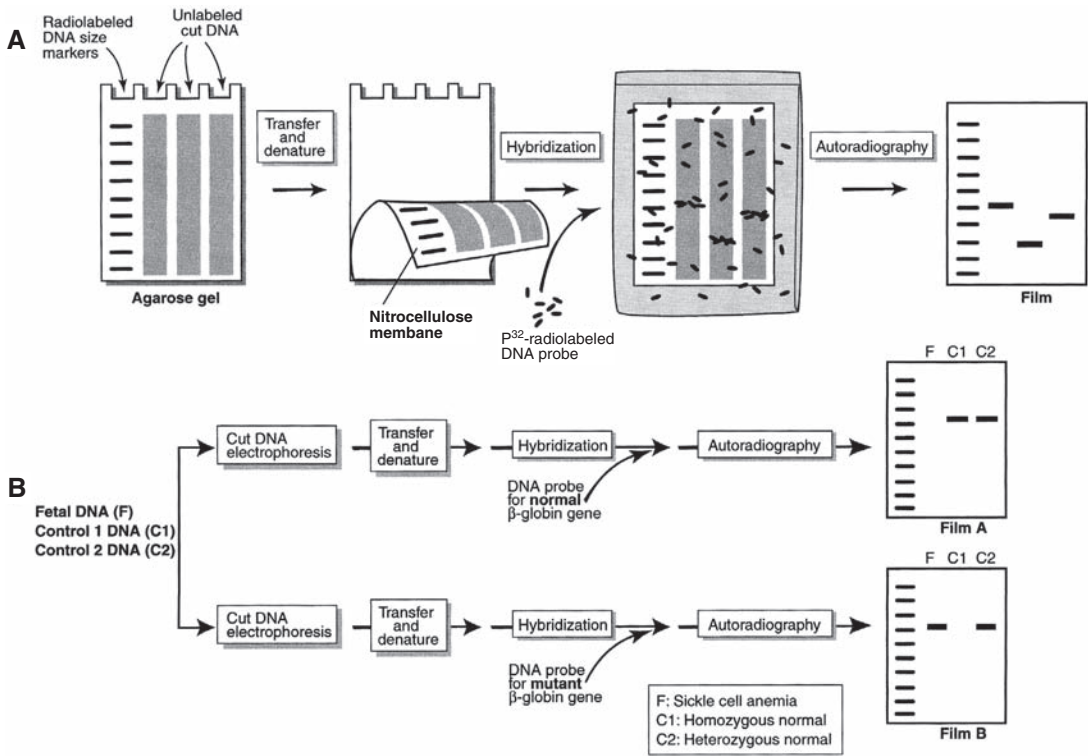 A
Radiolabeled
DNA size
markers
Unlabeled
cut DNA
Transfer
and
denature
Hybridization
Autoradiography
Agarose gel
Nitrocellulose
membane
P³²-radiolabeled
DNA probe
Film
B
Fetal DNA (F)
Control 1 DNA (C1)
Control 2 DNA (C2)
Cut DNA
electrophoresis
Transfer
and
denature
Hybridization
DNA probe
for normal
β-globin gene
Autoradiography
F C1 C2
Film A
Cut DNA
electrophoresis
Transfer
and
denature
Hybridization
DNA probe
for mutant
β-globin gene
Autoradiography
F C1 C2
Film B
F: Sickle cell anemia
C1: Homozygous normal
C2: Heterozygous normal